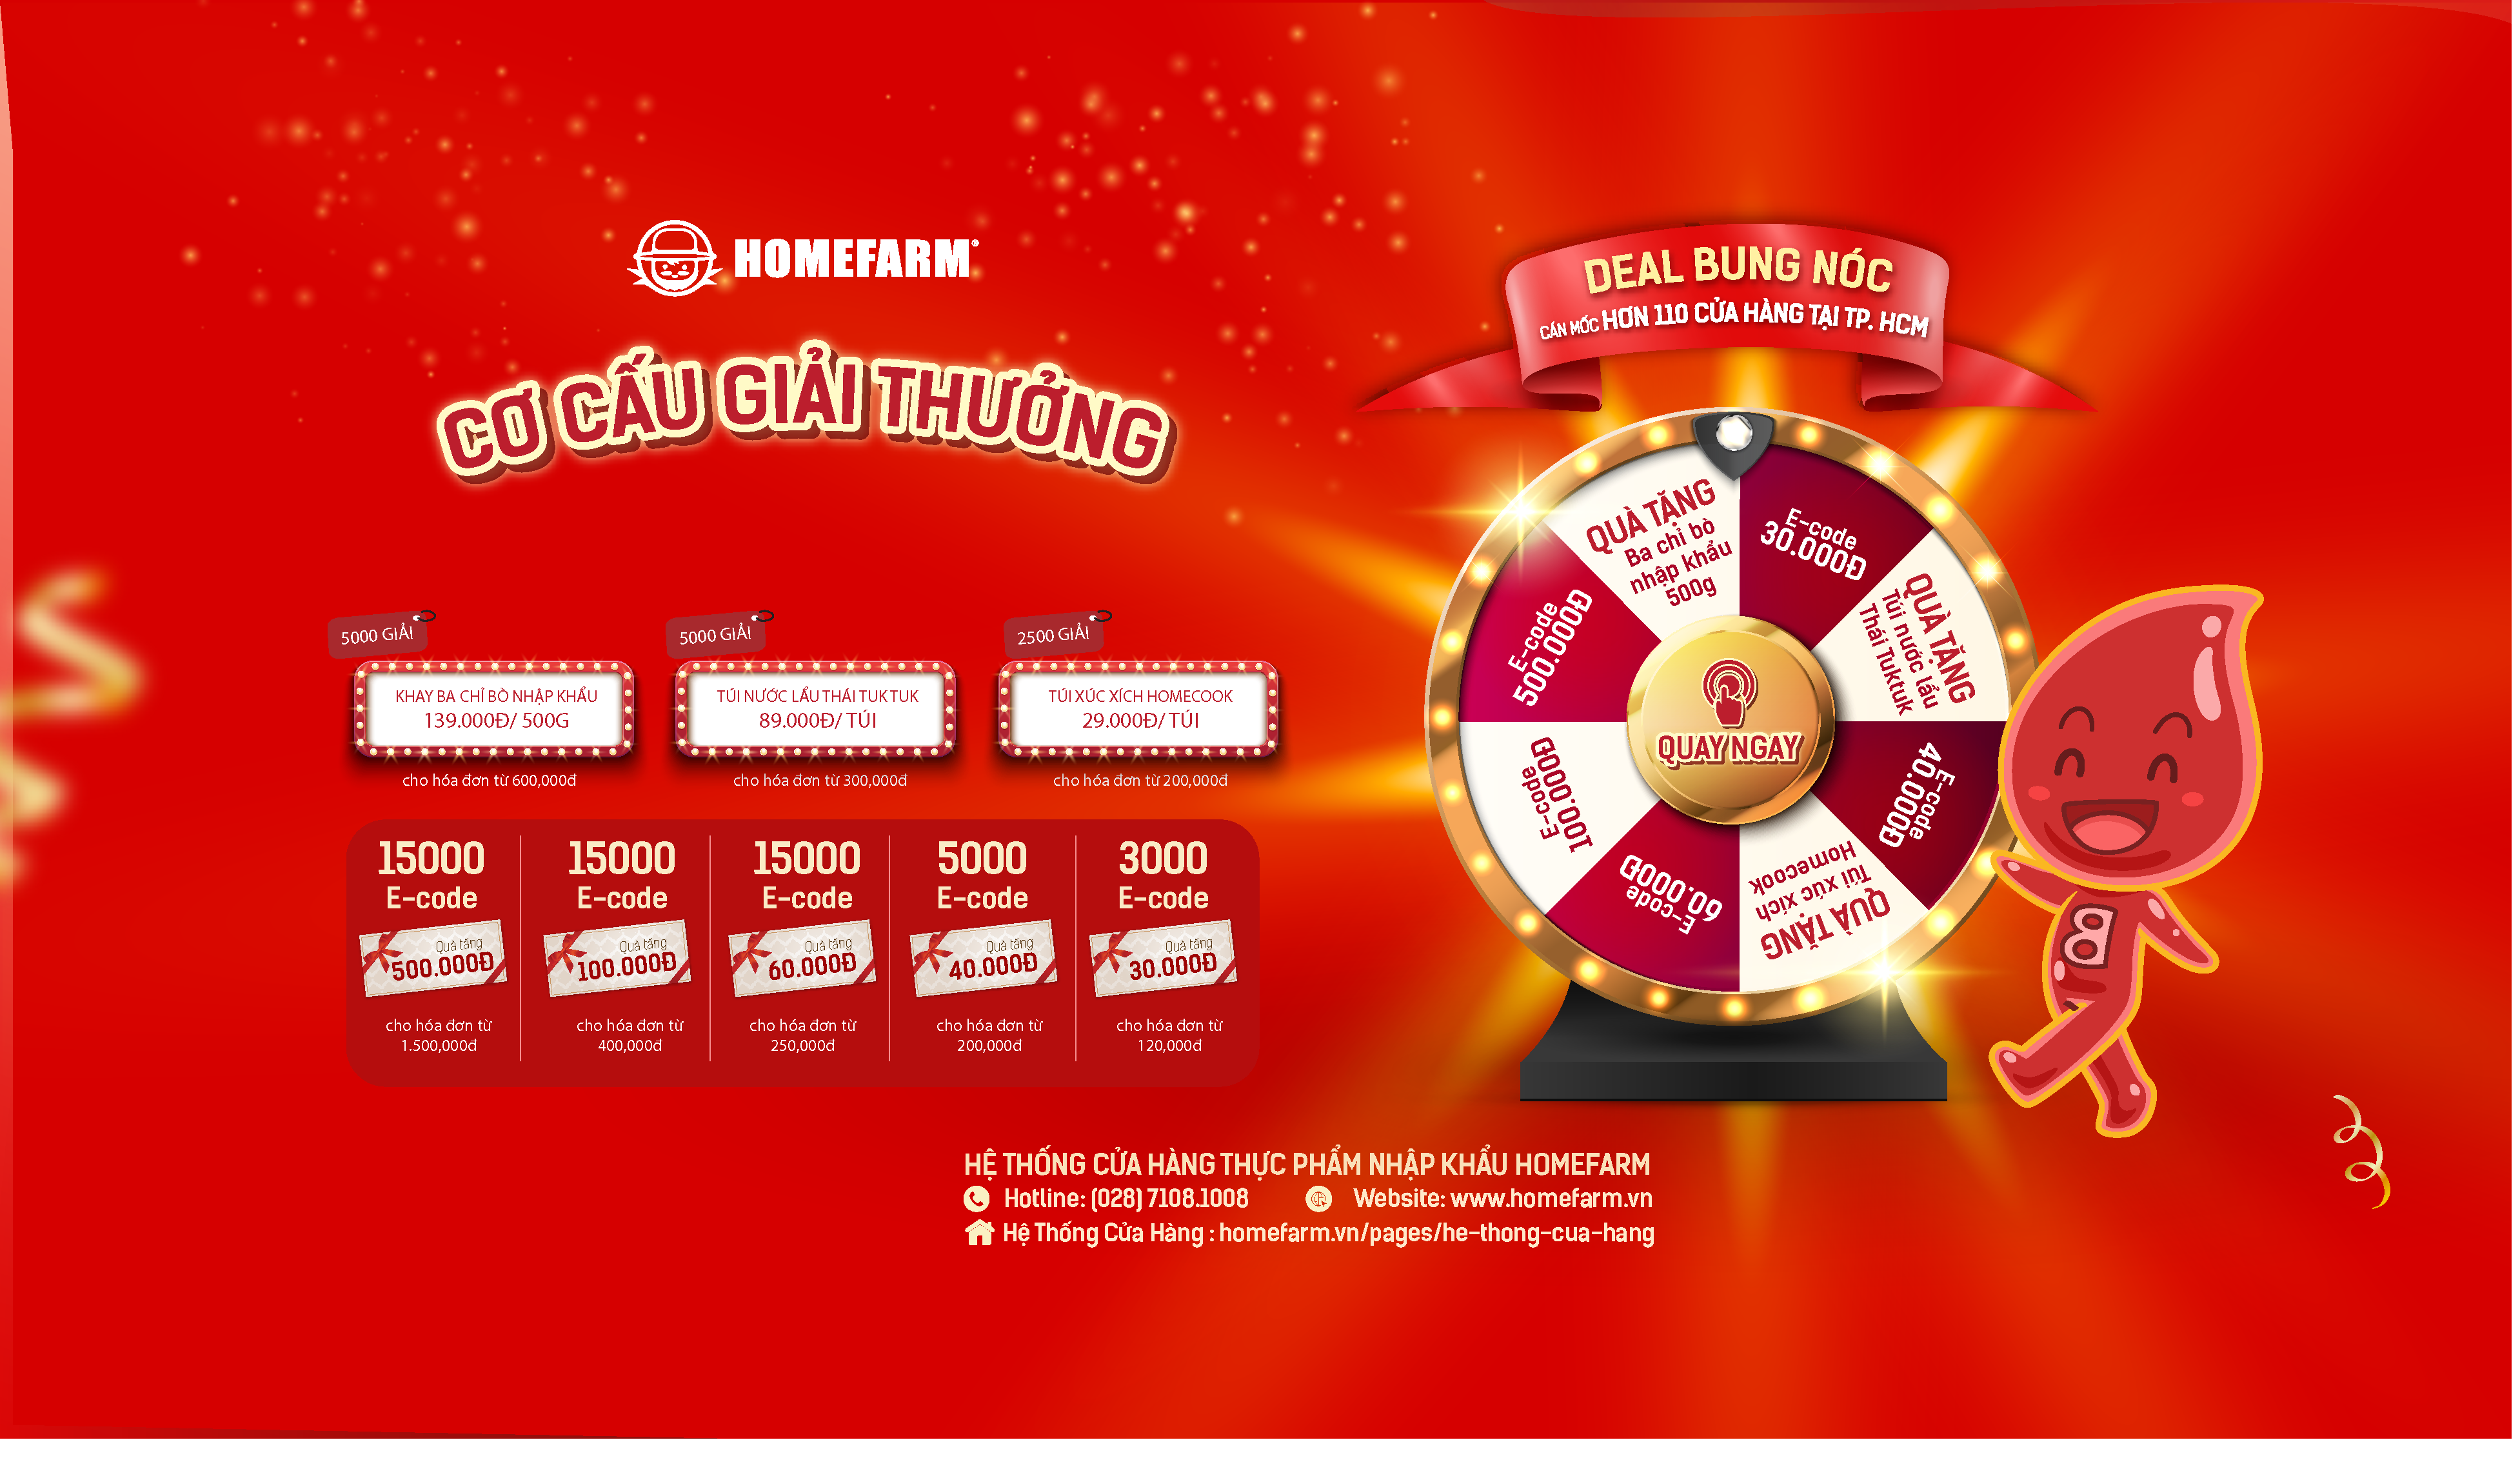 HOMEFARM®
CƠ CẤU GIẢI THƯỞNG
5000 GIẢI
KHAY BA CHỈ BÒ NHẬP KHẨU
139.000Đ/ 500G
cho hóa đơn từ 600,000đ
5000 GIẢI
TÚI NƯỚC LẨU THÁI TUK TUK
89.000Đ/ TÚI
cho hóa đơn từ 300,000đ
2500 GIẢI
TÚI XÚC XÍCH HOMECOOK
29.000Đ/ TÚI
cho hóa đơn từ 200,000đ
15000
E-code
Quà tặng
500.000Đ
cho hóa đơn từ
1.500,000đ
15000
E-code
Quà tặng
100.000Đ
cho hóa đơn từ
400,000đ
15000
E-code
Quà tặng
60.000Đ
cho hóa đơn từ
250,000đ
5000
E-code
Quà tặng
40.000Đ
cho hóa đơn từ
200,000đ
3000
E-code
Quà tặng
30.000Đ
cho hóa đơn từ
120,000đ
DEAL BUNG NÓC
CÁN MỐC HƠN 110 CỬA HÀNG TẠI TP. HCM
QUÀ TẶNG
Ba chỉ bò
nhập khẩu
500g
E-code
30.000Đ
QUÀ TẶNG
Túi nước lẩu
Thái Tuktuk
E-code
40.000Đ
QUÀ TẶNG
Túi xúc xích
Homecook
E-code
60.000Đ
E-code
100.000Đ
E-code
500.000Đ
QUAY NGAY
B
HỆ THỐNG CỬA HÀNG THỰC PHẨM NHẬP KHẨU HOMEFARM
Hotline: (028) 7108.1008
Website: www.homefarm.vn
Hệ Thống Cửa Hàng : homefarm.vn/pages/he-thong-cua-hang